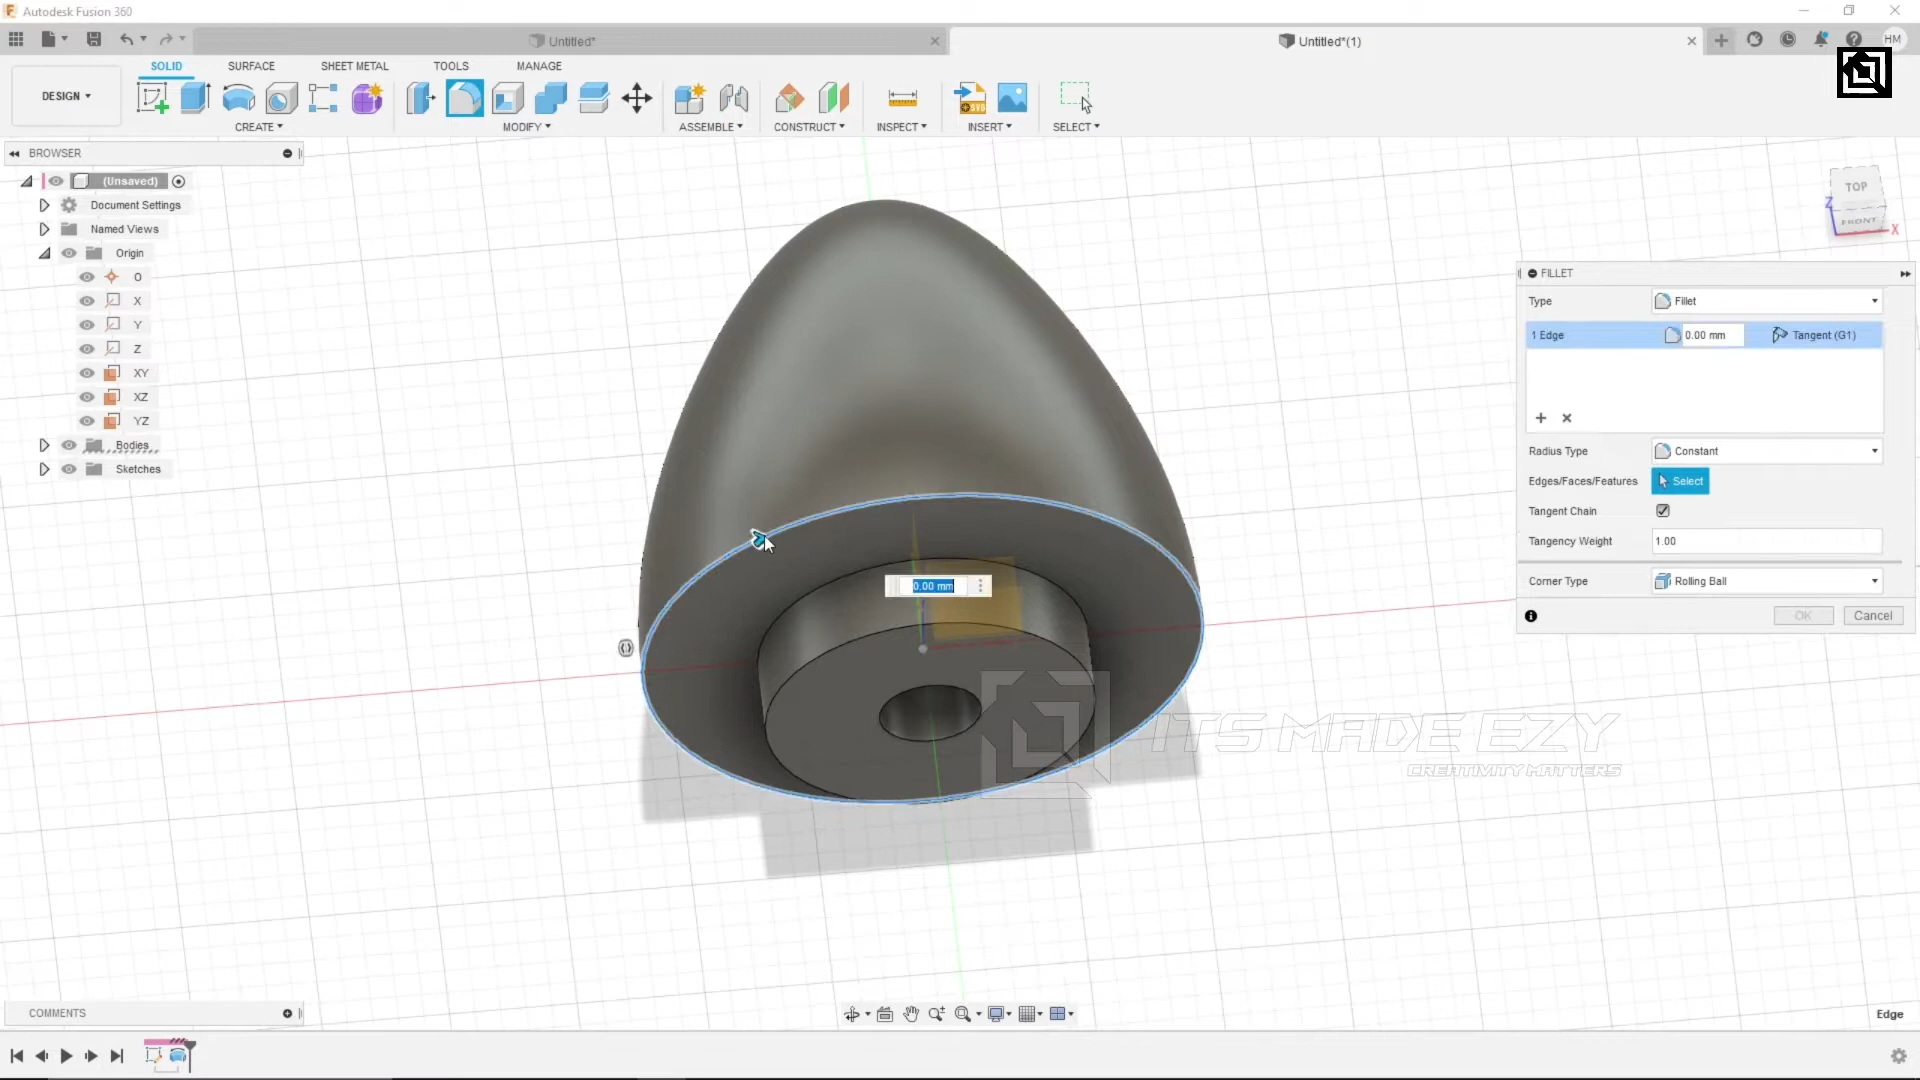 Autodesk Fusion 360
Untitled*
Untitled*(1)
HM
DESIGN
SOLID
SURFACE
SHEET METAL
TOOLS
MANAGE
CREATE
MODIFY
ASSEMBLE
CONSTRUCT
INSPECT
INSERT
SELECT
SVG
BROWSER
(Unsaved)
Document Settings
Named Views
Origin
O
X
Y
Z
XY
XZ
YZ
Bodies
Sketches
TOP
FRONT
Z
X
FILLET
Type
Fillet
1 Edge
0.00 mm
Tangent (G1)
Radius Type
Constant
Edges/Faces/Features
Select
Tangent Chain
Tangency Weight
1.00
Corner Type
Rolling Ball
OK
Cancel
0.00 mm
ITS MADE EZY
CREATIVITY MATTERS
COMMENTS
Edge